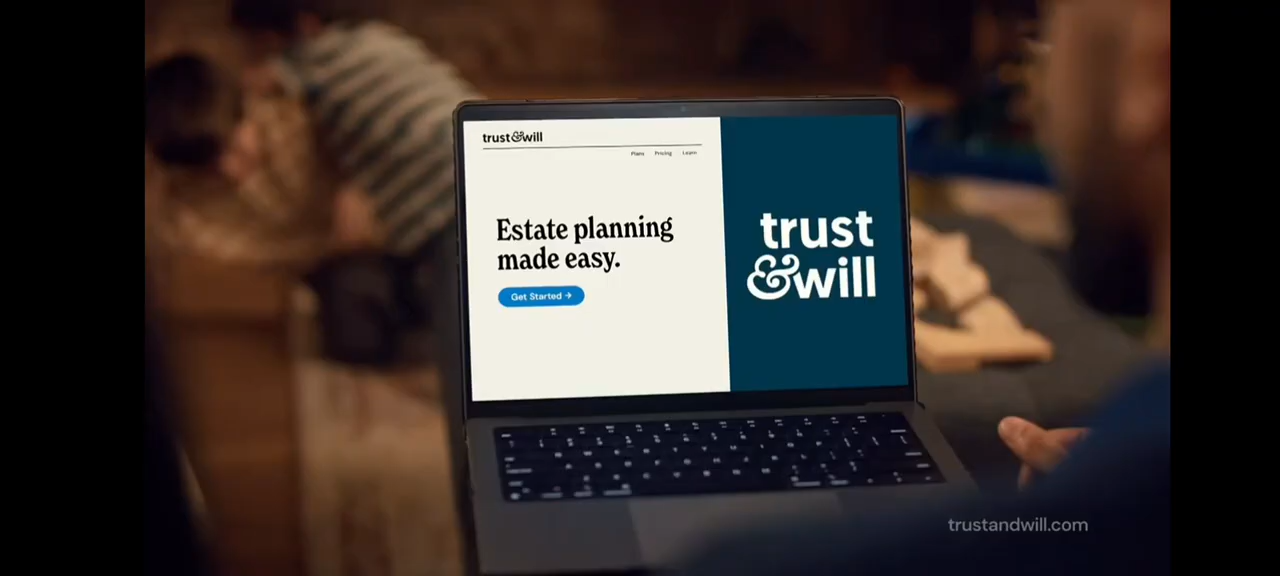 trust&will
Plans Pricing Learn
Estate planning
made easy.
Get Started →
trust
&will
trustandwill.com